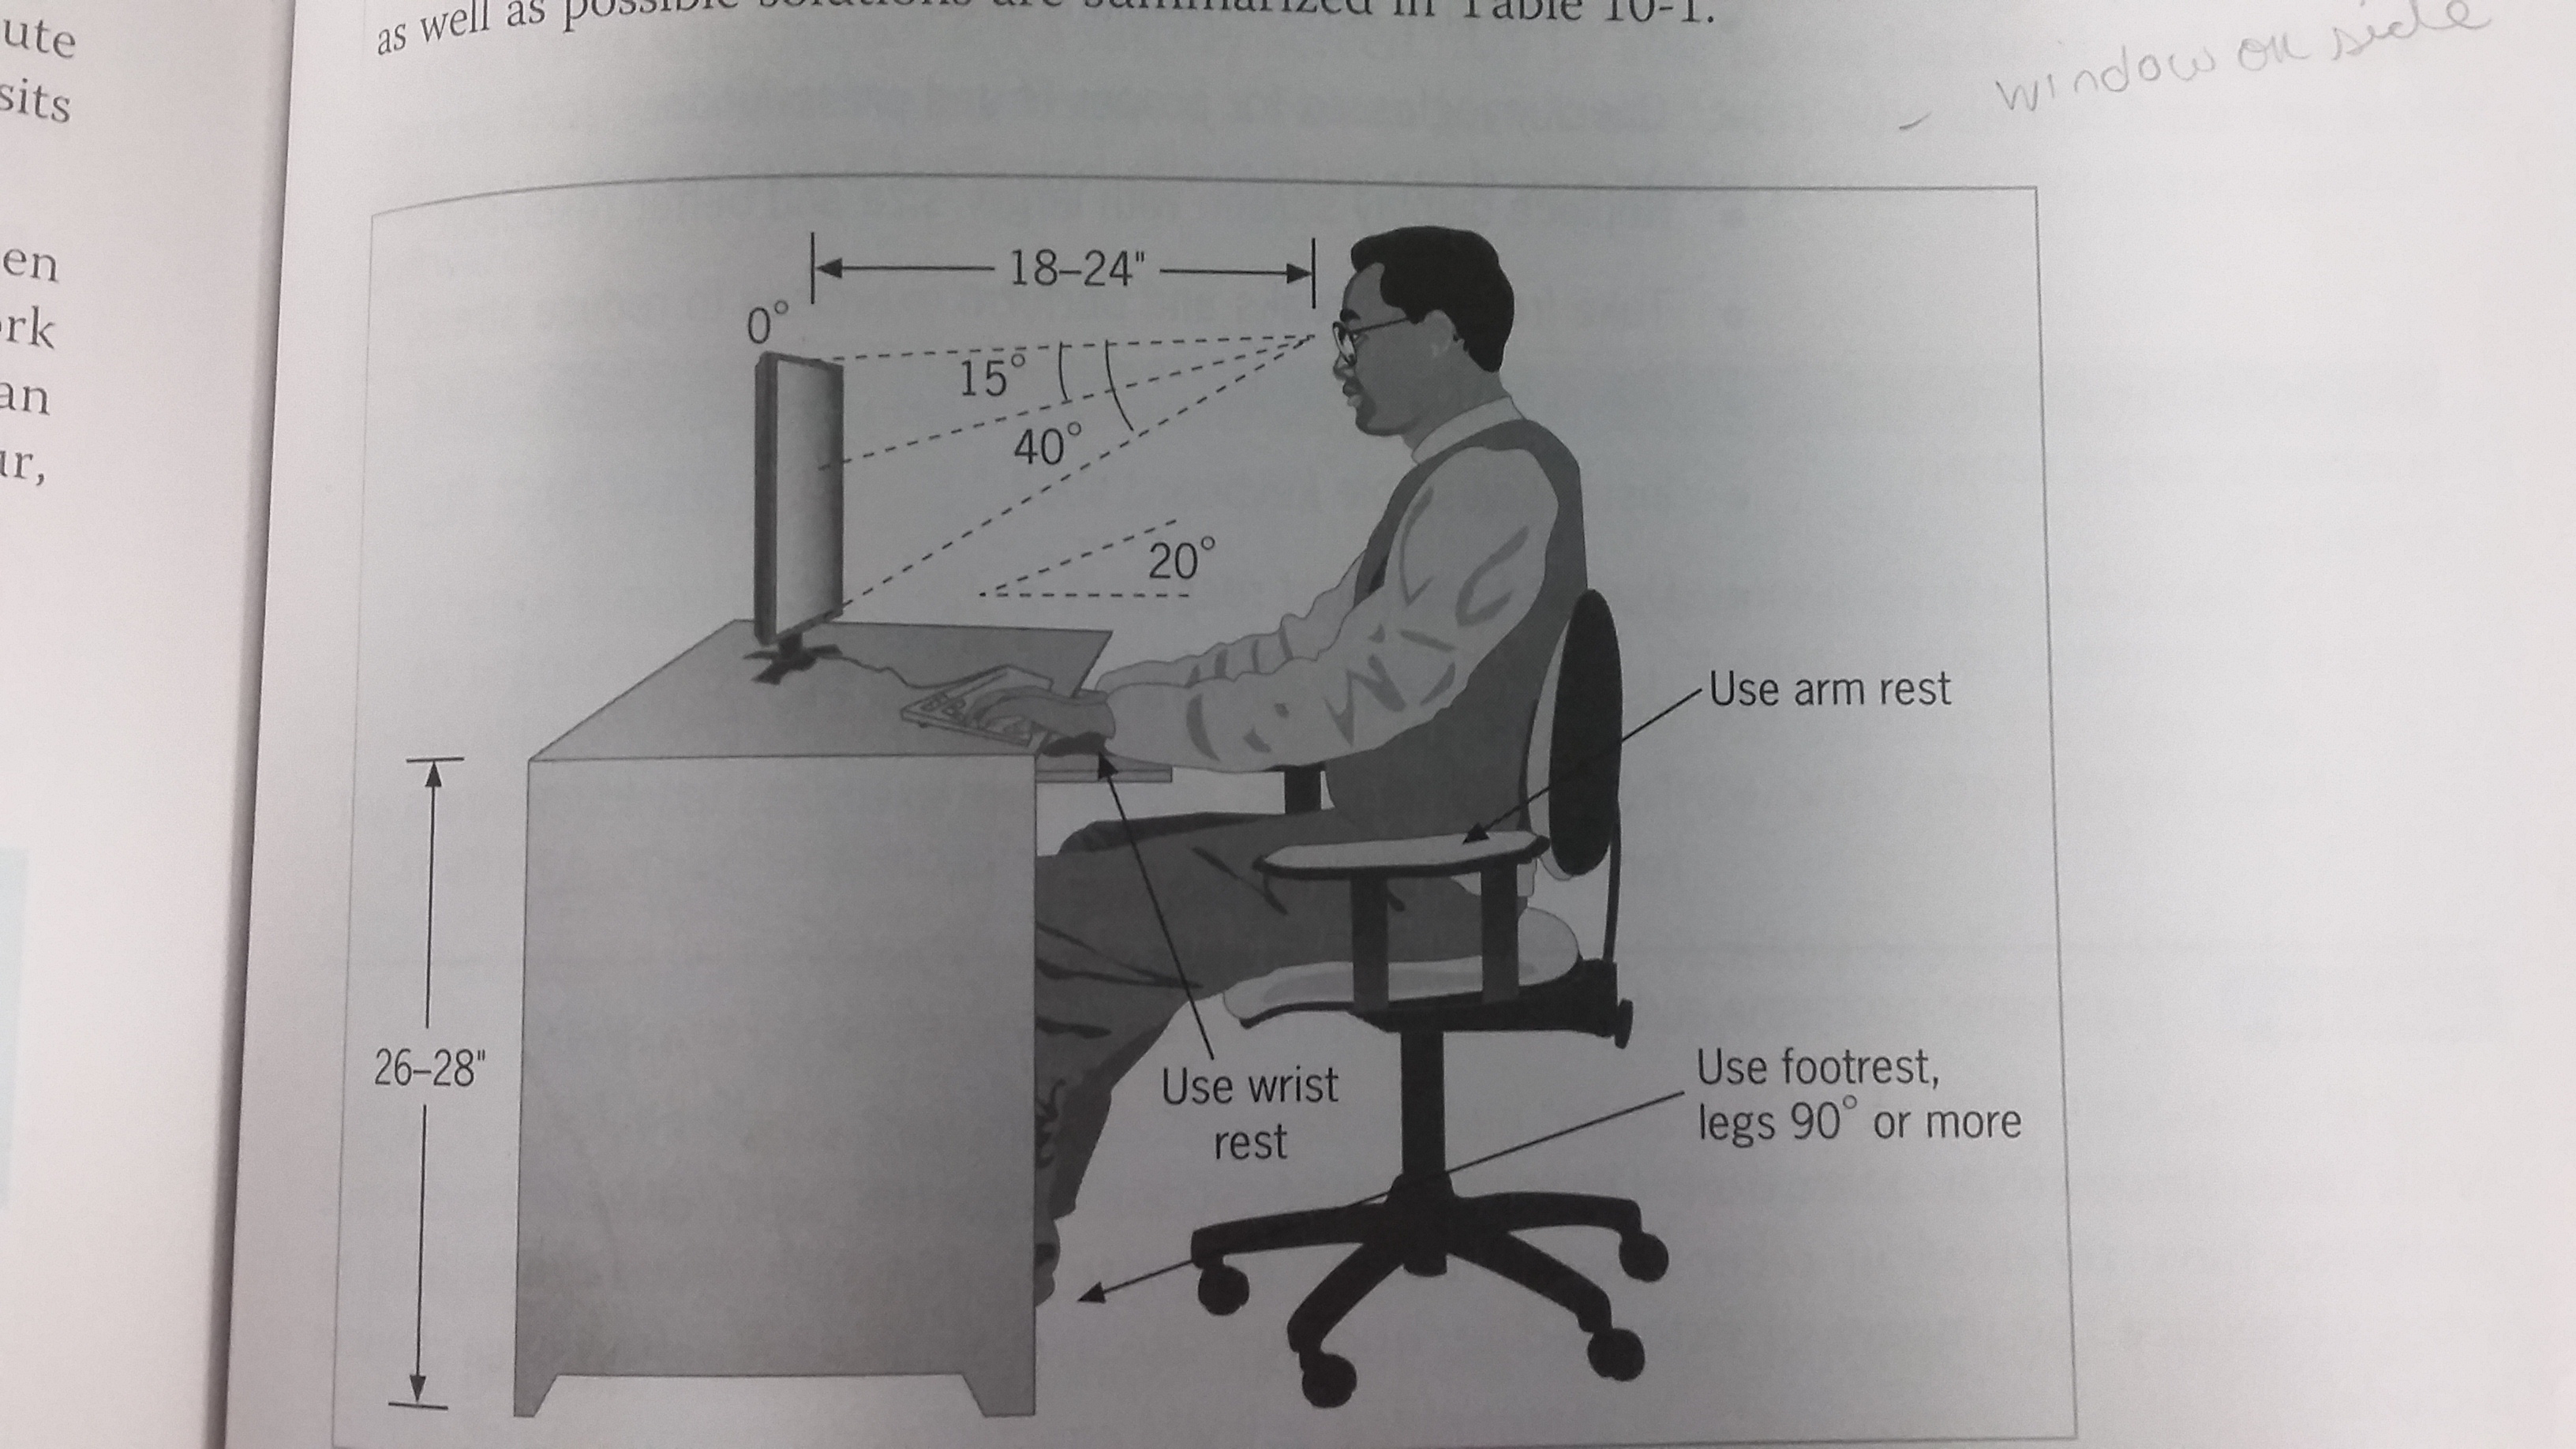 ute
sits
en
ork
an
ar,
as well as possible solutions are summarized in Table 10-1.
- window on side
18–24"
0°
15°
40°
20°
Use arm rest
Use wrist
rest
Use footrest,
legs 90° or more
26–28"